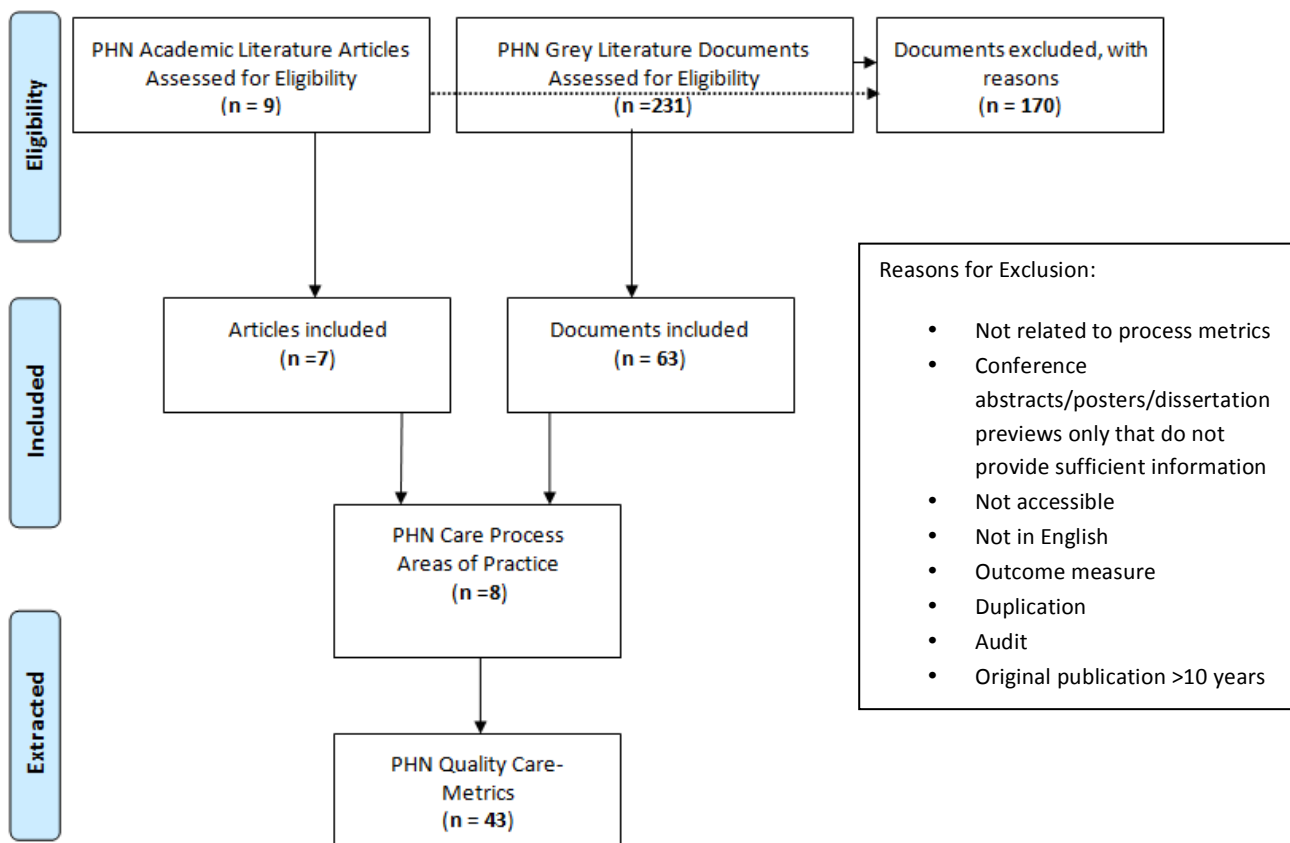 Eligibility
PHN Academic Literature Articles
Assessed for Eligibility
(n = 9)
PHN Grey Literature Documents
Assessed for Eligibility
(n =231)
Documents excluded, with
reasons
(n = 170)
Included
Articles included
(n =7)
Documents included
(n = 63)
Reasons for Exclusion:
• Not related to process metrics
• Conference
abstracts/posters/dissertation
previews only that do not
provide sufficient information
• Not accessible
• Not in English
• Outcome measure
• Duplication
• Audit
• Original publication >10 years
PHN Care Process
Areas of Practice
(n =8)
Extracted
PHN Quality Care-
Metrics
(n = 43)